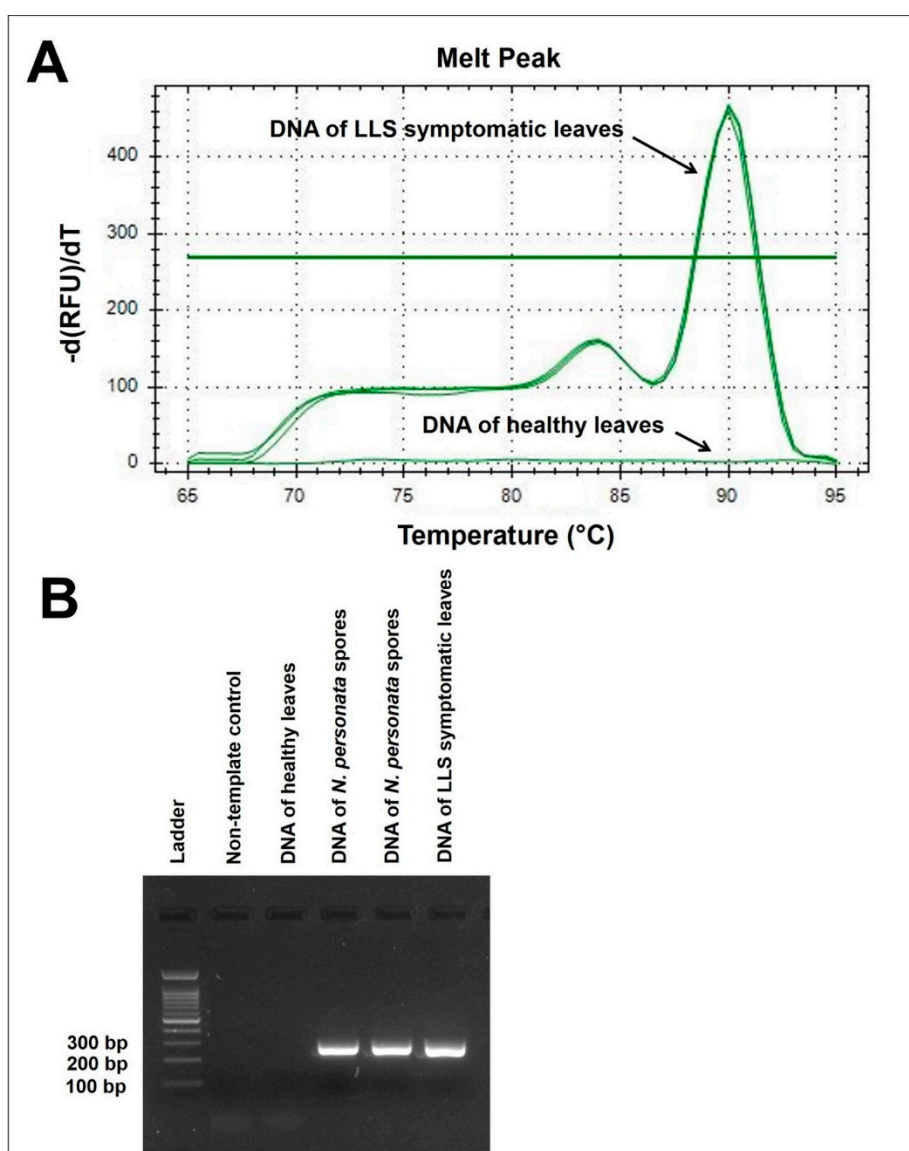 A
Melt Peak
DNA of LLS symptomatic leaves
400
300
200
100
0
-d(RFU)/dT
DNA of healthy leaves
65 70 75 80 85 90 95
Temperature (°C)
B
Ladder
Non-template control
DNA of healthy leaves
DNA of N. personata spores
DNA of N. personata spores
DNA of LLS symptomatic leaves
300 bp
200 bp
100 bp